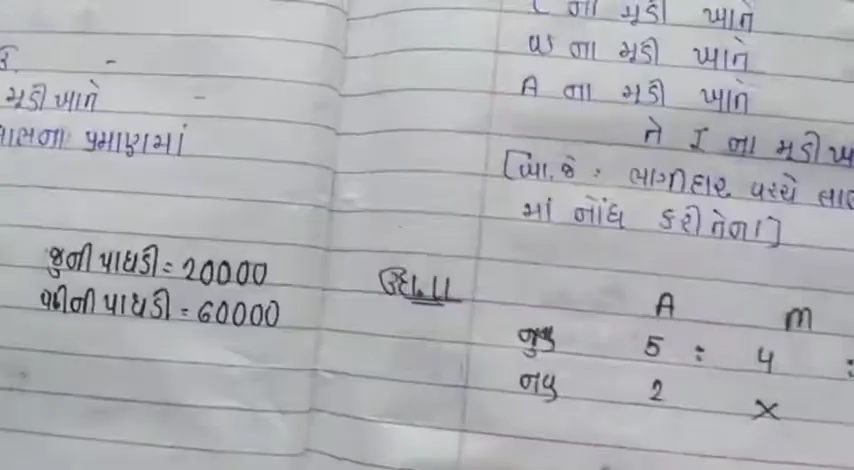 મૂડી ખાતે
પ્રમાણમાં
જુની પાઘડી = 20000
નવીની પાઘડી = 60000
ના મૂડી ખાતે
ના મૂડી ખાતે
A ના મૂડી ખાતે
તે I ના મૂડી ખા
[બા.જે : ભાગીદાર વચ્ચે લા
માં નોંધ કરી તેના]
ઉદા. 11
A m
જુનું 5 : 4 :
નવુ 2 ×